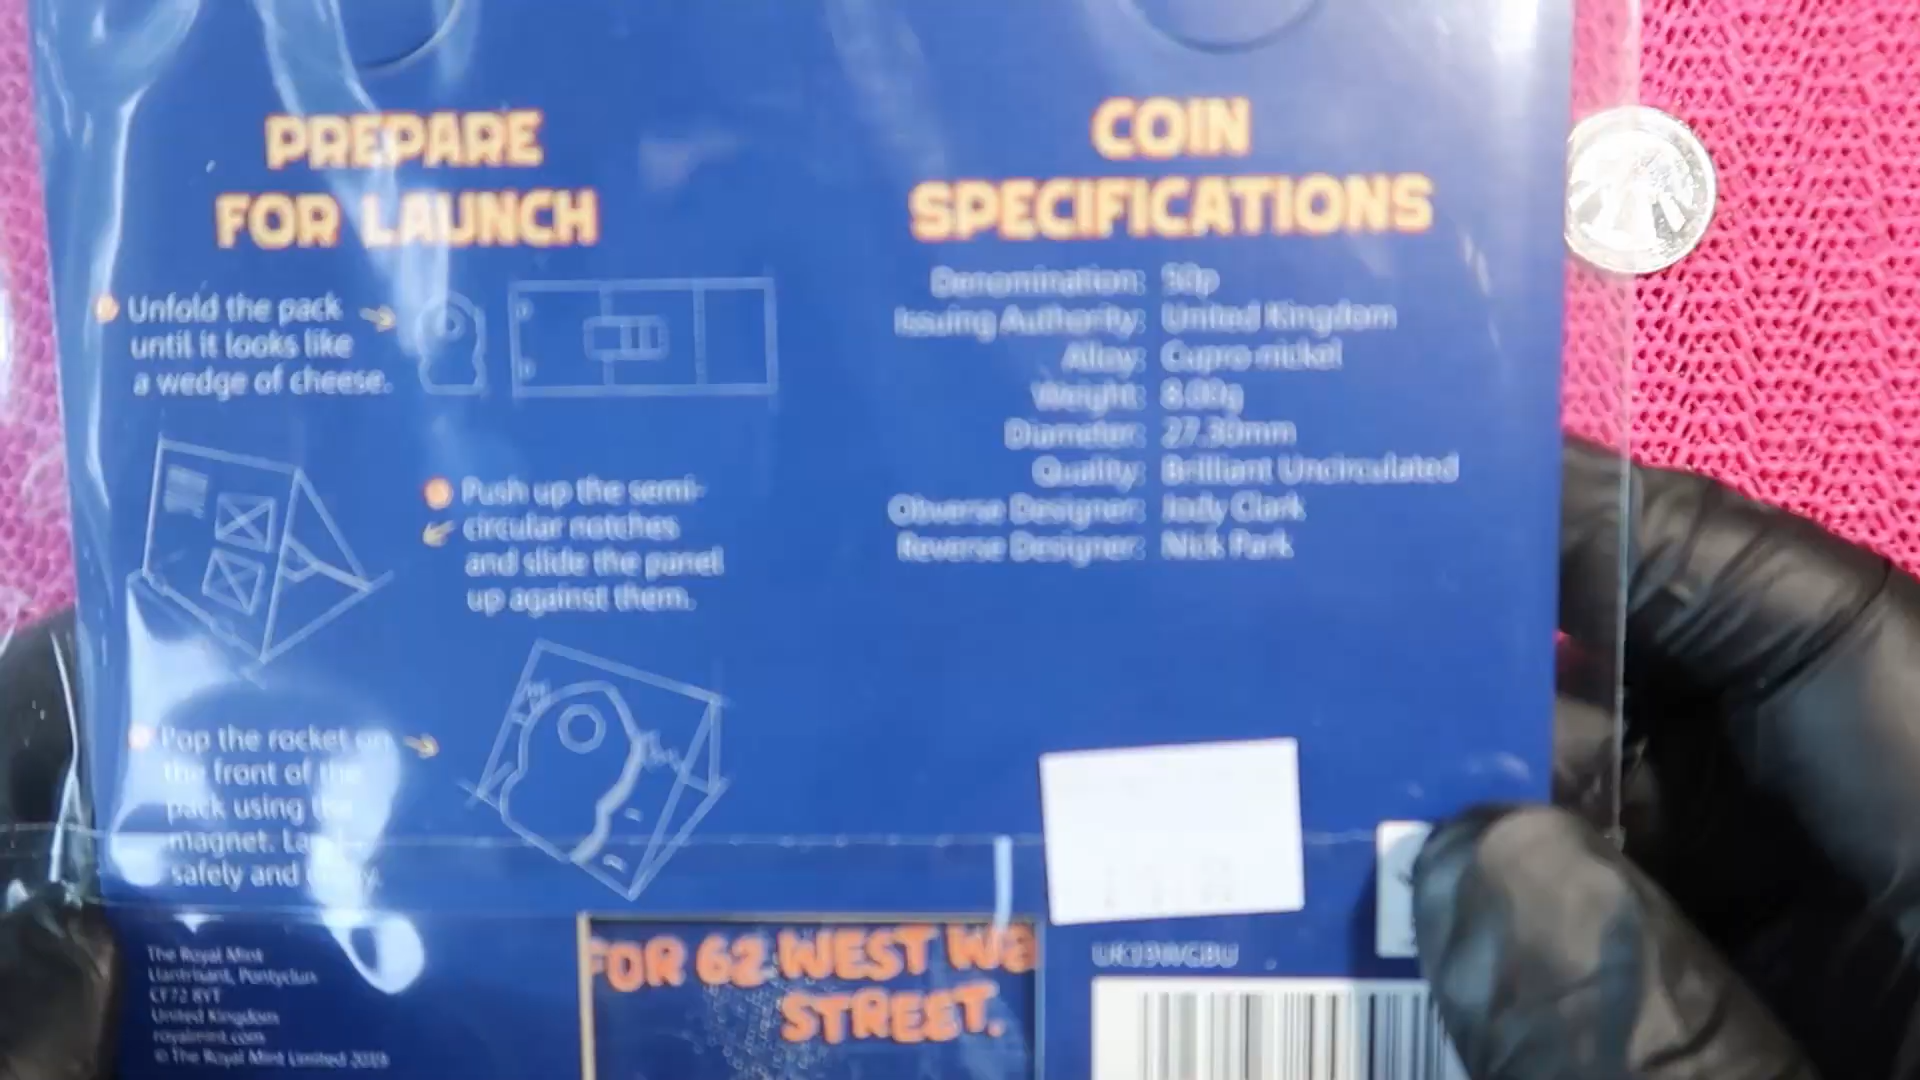 PREPARE
FOR LAUNCH
Unfold the pack
until it looks like
a wedge of cheese.
Push up the semi-
circular notches
and slide the panel
up against them.
Pop the rocket on
the front of the
pack using the
magnet.
safely and
COIN
SPECIFICATIONS
Denomination: 50p
Issuing Authority: United Kingdom
Alloy: Cupro-nickel
Weight: 8.00g
Diameter: 27.30mm
Quality: Brilliant Uncirculated
Obverse Designer: Jody Clark
Reverse Designer: Nick Park
The Royal Mint
Llantrisant, Pontyclun
CF72 8YT
United Kingdom
royalmint.com
© The Royal Mint Limited 2019
FOR 62 WEST WA
STREET.
UK19WGBU